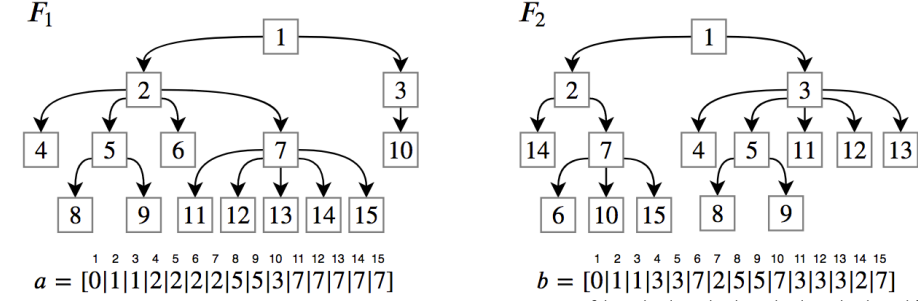 F₁
1
2 3
4 5 6 7 10
8 9 11 12 13 14 15
1 2 3 4 5 6 7 8 9 10 11 12 13 14 15
a = [0|1|1|2|2|2|2|5|5|3|7|7|7|7|7]
F₂
1
2 3
14 7 4 5 11 12 13
6 10 15 8 9
1 2 3 4 5 6 7 8 9 10 11 12 13 14 15
b = [0|1|1|3|3|7|2|5|5|7|3|3|3|2|7]